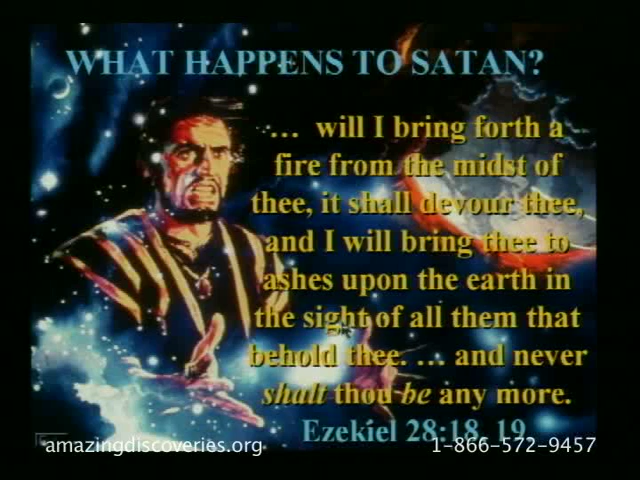 WHAT HAPPENS TO SATAN?
... will I bring forth a
fire from the midst of
thee, it shall devour thee,
and I will bring thee to
ashes upon the earth in
the sight of all them that
behold thee. ... and never
shalt thou be any more.
Ezekiel 28:18, 19.
amazingdiscoveries.org 1-866-572-9457